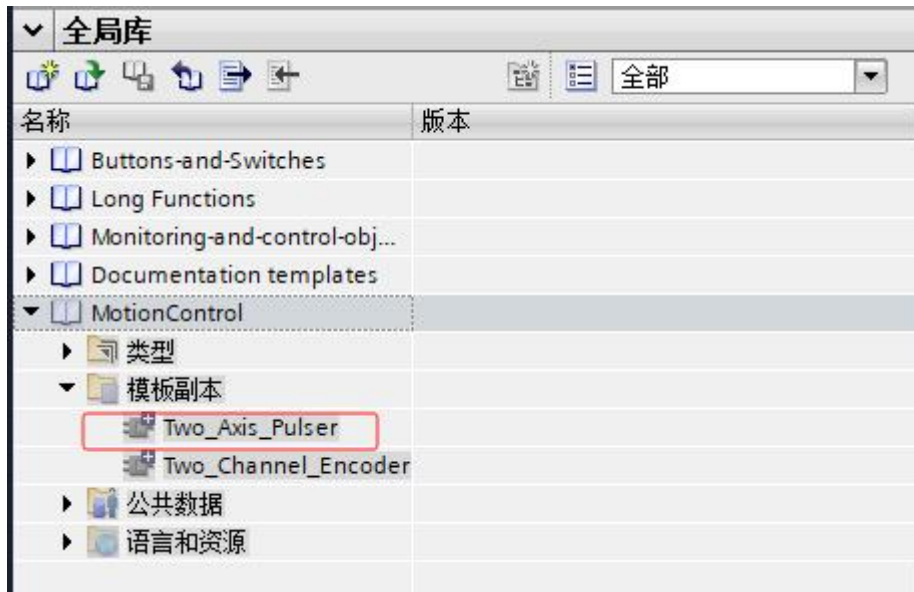 全局库
全部
名称 版本
Buttons-and-Switches
Long Functions
Monitoring-and-control-obj...
Documentation templates
MotionControl
类型
模板副本
Two_Axis_Pulser
Two_Channel_Encoder
公共数据
语言和资源